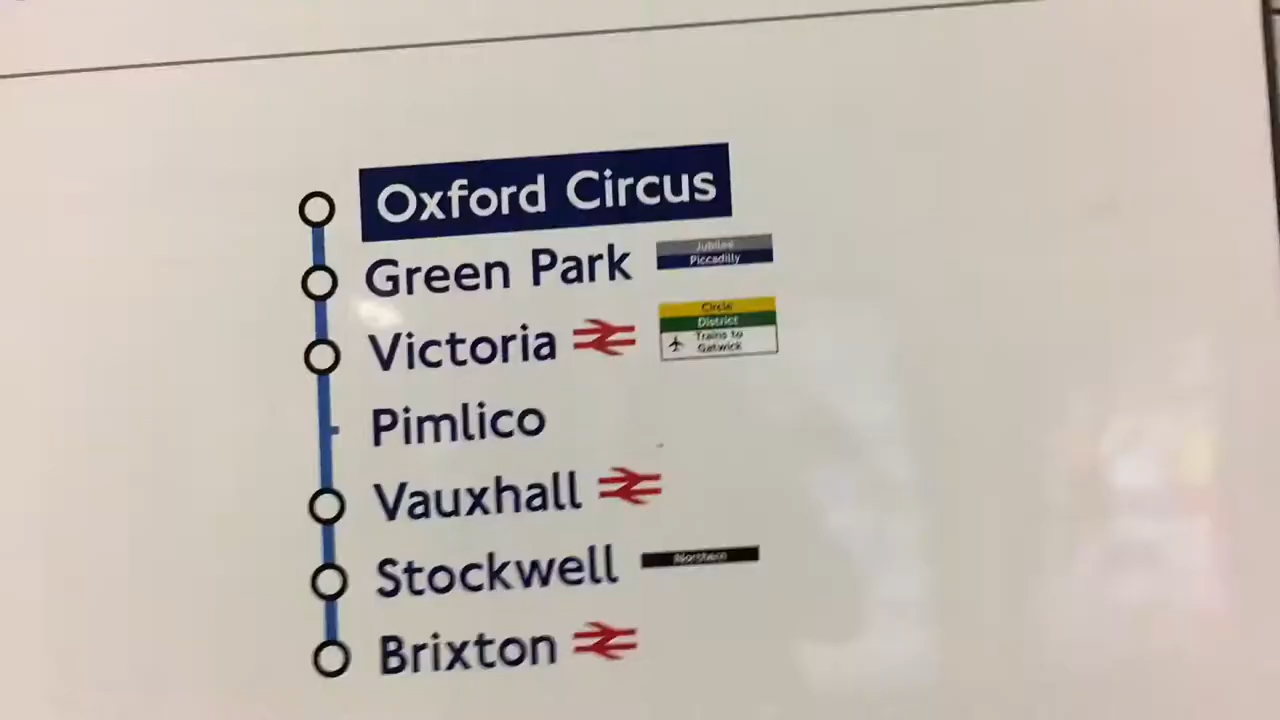 Oxford Circus
Green Park
Jubilee
Piccadilly
Victoria
Circle
District
Trains to
Gatwick
Pimlico
Vauxhall
Stockwell
Northern
Brixton